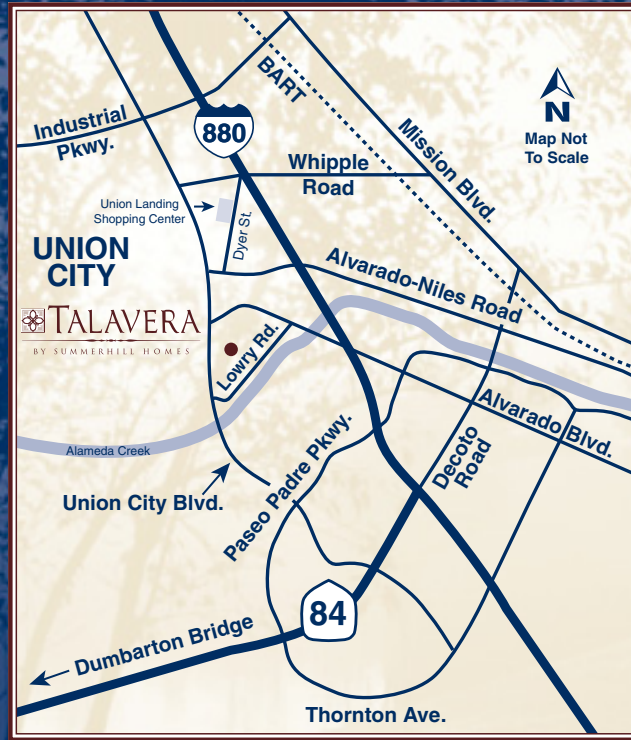 BART
Mission Blvd.
N
Map Not
To Scale
Industrial
Pkwy.
880
Whipple
Road
Union Landing
Shopping Center
Dyer St.
UNION
CITY
Alvarado-Niles Road
TALAVERA
BY SUMMERHILL HOMES
Lowry Rd.
Alvarado Blvd.
Alameda Creek
Decoto
Road
Union City Blvd.
Paseo Padre Pkwy.
84
Dumbarton Bridge
Thornton Ave.